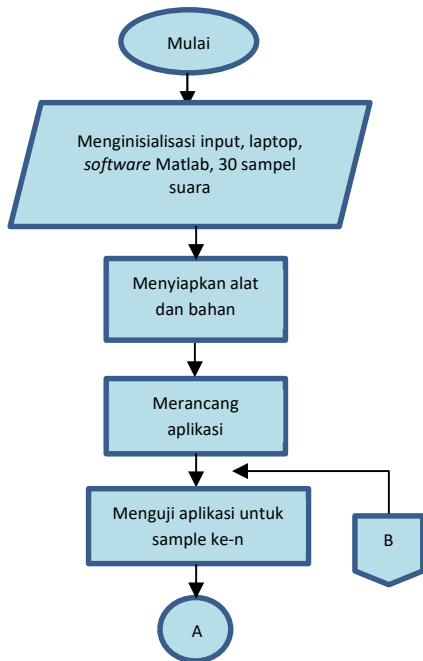 Mulai
Menginisialisasi input, laptop,
software Matlab, 30 sampel
suara
Menyiapkan alat
dan bahan
Merancang
aplikasi
Menguji aplikasi untuk
sample ke-n
B
A